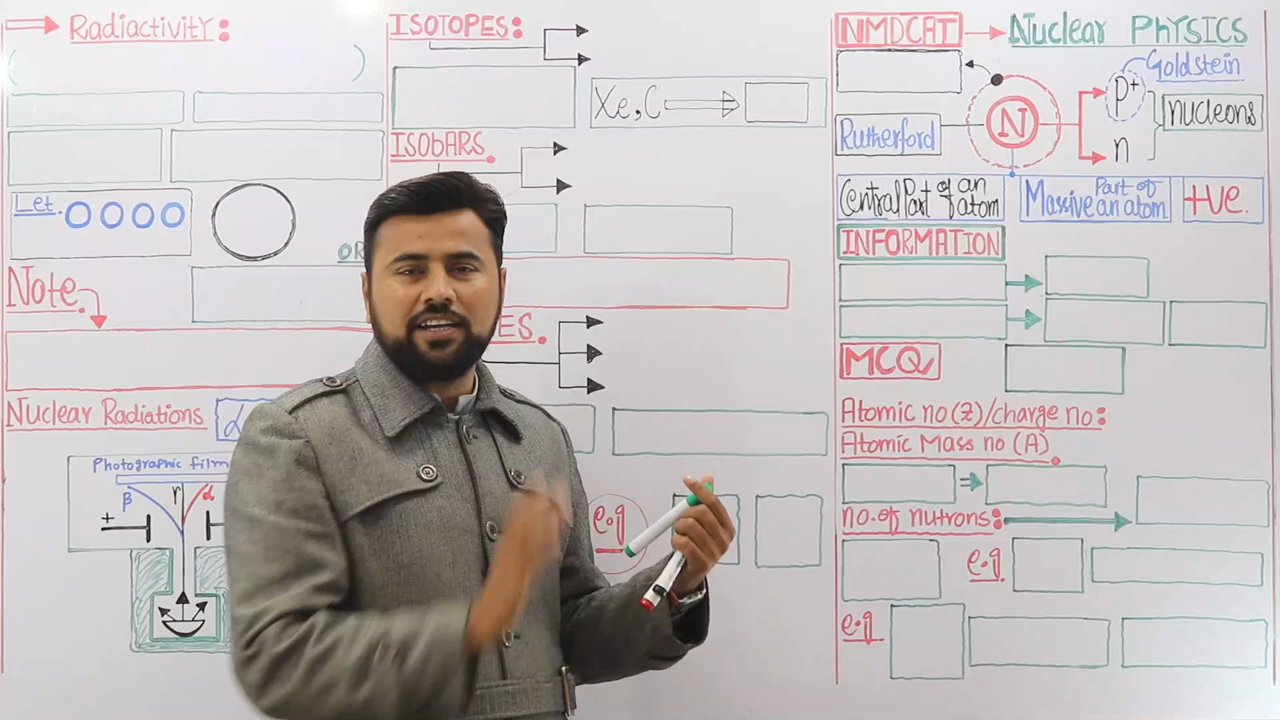 Radiactivity:
(                )
Let.
OR
Note.
Nuclear Radiations α
Photographic film
β r α
+
ISOTOPES:
Xe, C
ISObARS.
ES.
e.g
NMDCAT → Nuclear PhYSICS
Goldstein
N
P+
n
nucleons
Rutherford
Central Part of an atom
Massive Part of an atom
+ve.
INFORMATION
MCQ
Atomic no (Z)/charge no:
Atomic Mass no (A).
no. of nutrons:
e.g
e.g